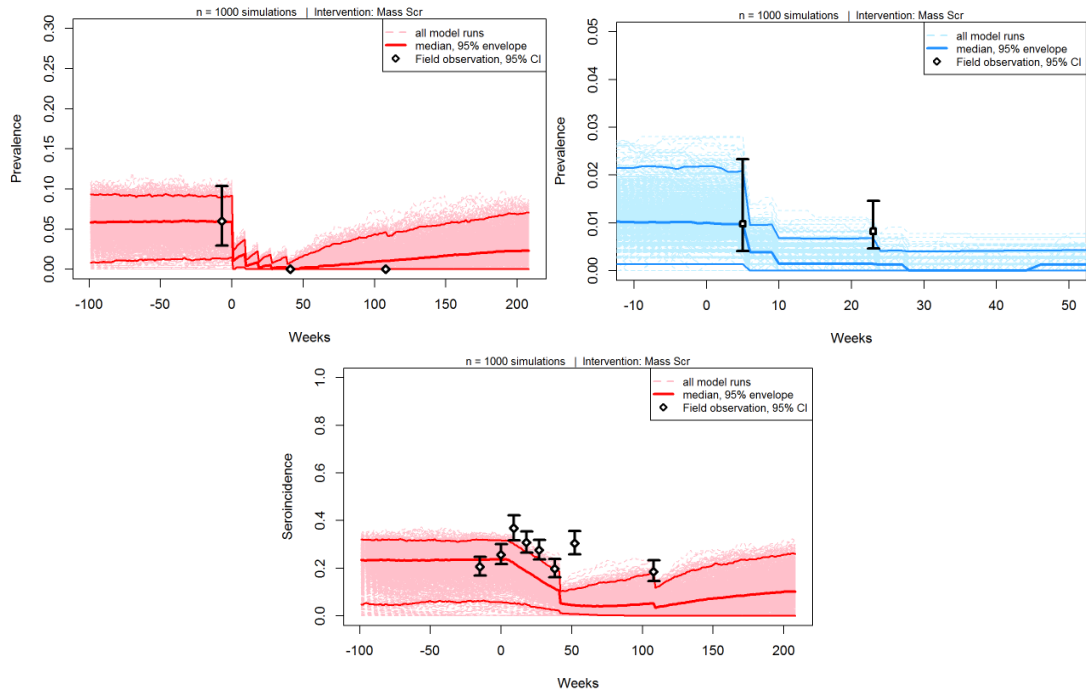 n = 1000 simulations | Intervention: Mass Scr
all model runs
median, 95% envelope
Field observation, 95% CI
Prevalence
0.30
0.25
0.20
0.15
0.10
0.05
0.00
-100 -50 0 50 100 150 200
Weeks
n = 1000 simulations | Intervention: Mass Scr
all model runs
median, 95% envelope
Field observation, 95% CI
Prevalence
0.05
0.04
0.03
0.02
0.01
0.00
-10 0 10 20 30 40 50
Weeks
n = 1000 simulations | Intervention: Mass Scr
all model runs
median, 95% envelope
Field observation, 95% CI
Seroincidence
1.0
0.8
0.6
0.4
0.2
0.0
-100 -50 0 50 100 150 200
Weeks